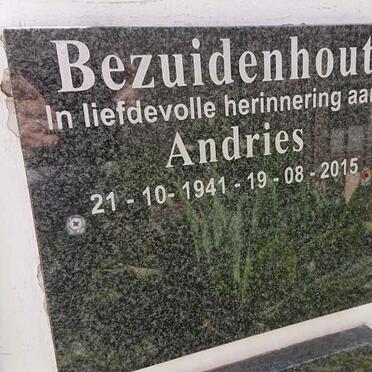 Bezuidenhout
In liefdevolle herinnering aan
Andries
21 - 10- 1941 - 19 - 08 - 2015